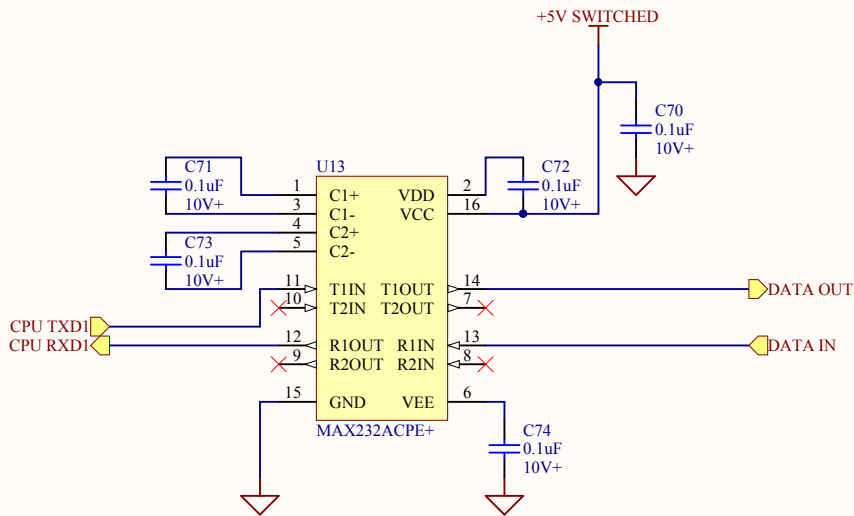 +5V SWITCHED
C70
0.1uF
10V+
C71
0.1uF
10V+
U13
C72
0.1uF
10V+
1 C1+ VDD 2
3 C1- VCC 16
4 C2+
5 C2-
C73
0.1uF
10V+
11 T1IN T1OUT 14 DATA OUT
10 T2IN T2OUT 7
CPU TXD1
CPU RXD1 12 R1OUT R1IN 13 DATA IN
9 R2OUT R2IN 8
15 GND VEE 6
MAX232ACPE+
C74
0.1uF
10V+